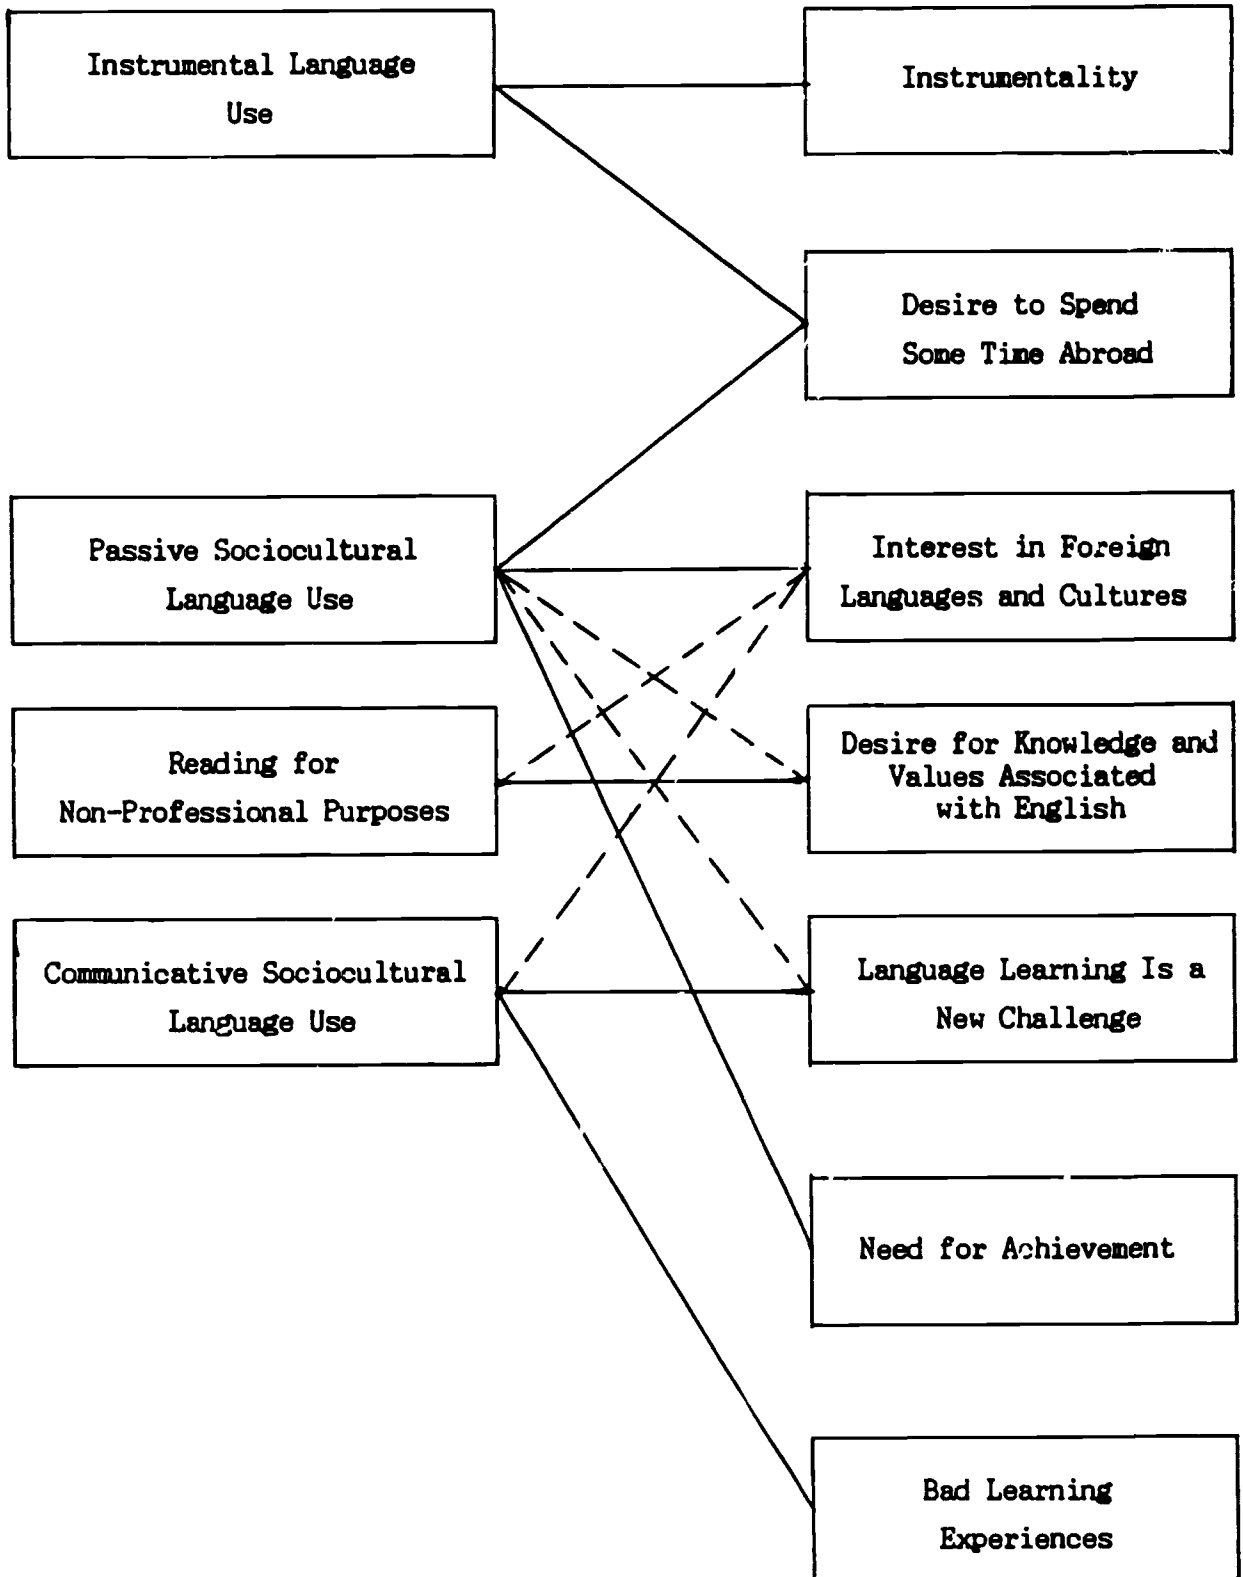 Instrumental Language
Use
Instrumentality
Desire to Spend
Some Time Abroad
Passive Sociocultural
Language Use
Interest in Foreign
Languages and Cultures
Reading for
Non-Professional Purposes
Desire for Knowledge and
Values Associated
with English
Communicative Sociocultural
Language Use
Language Learning Is a
New Challenge
Need for Achievement
Bad Learning
Experiences